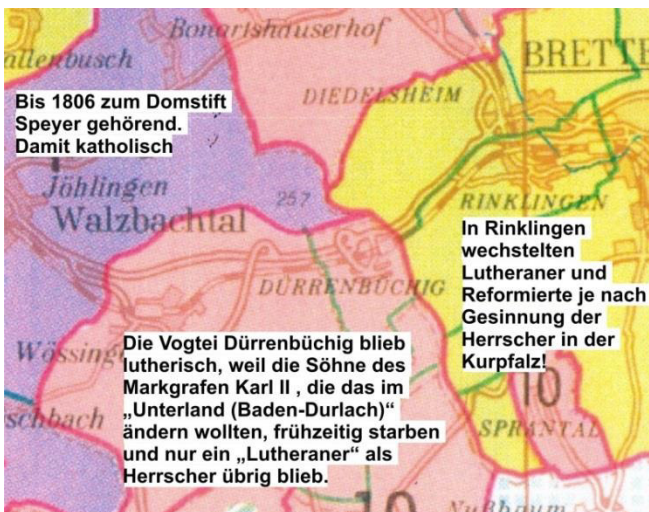 Bonartshäuserhof
allenbusch
BRETTE
Bis 1806 zum Domstift
Speyer gehörend.
Damit katholisch
DIEDELSHEIM
Jöhlingen
257
RINKLINGEN
Walzbachtal
In Rinklingen
wechstelten
Lutheraner und
Reformierte je nach
Gesinnung der
Herrscher in der
Kurpfalz!
DÜRRENBÜCHIG
Die Vogtei Dürrenbüchig blieb
lutherisch, weil die Söhne des
Markgrafen Karl II , die das im
„Unterland (Baden-Durlach)“
ändern wollten, frühzeitig starben
und nur ein „Lutheraner“ als
Herrscher übrig blieb.
Wössing
10
schbach
SPRANTAL
10
Nußbaum